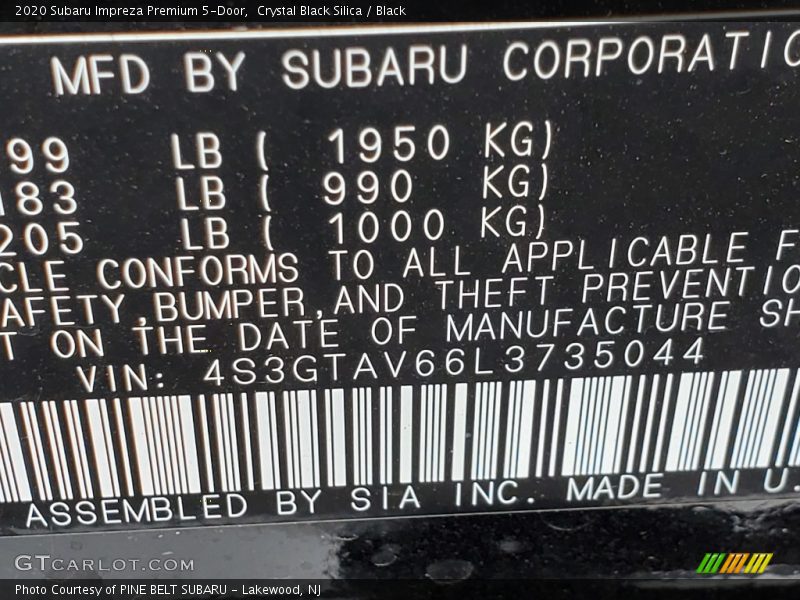 2020 Subaru Impreza Premium 5-Door,  Crystal Black Silica / Black
MFD BY SUBARU CORPORATIO
99 LB ( 1950 KG)
183 LB ( 990 KG)
205 LB ( 1000 KG)
CLE CONFORMS TO ALL APPLICABLE F
AFETY,BUMPER,AND THEFT PREVENTIO
T ON THE DATE OF MANUFACTURE SH
VIN: 4S3GTAV66L3735044
ASSEMBLED BY SIA INC. MADE IN U.
GTCARLOT.COM
Photo Courtesy of PINE BELT SUBARU - Lakewood, NJ